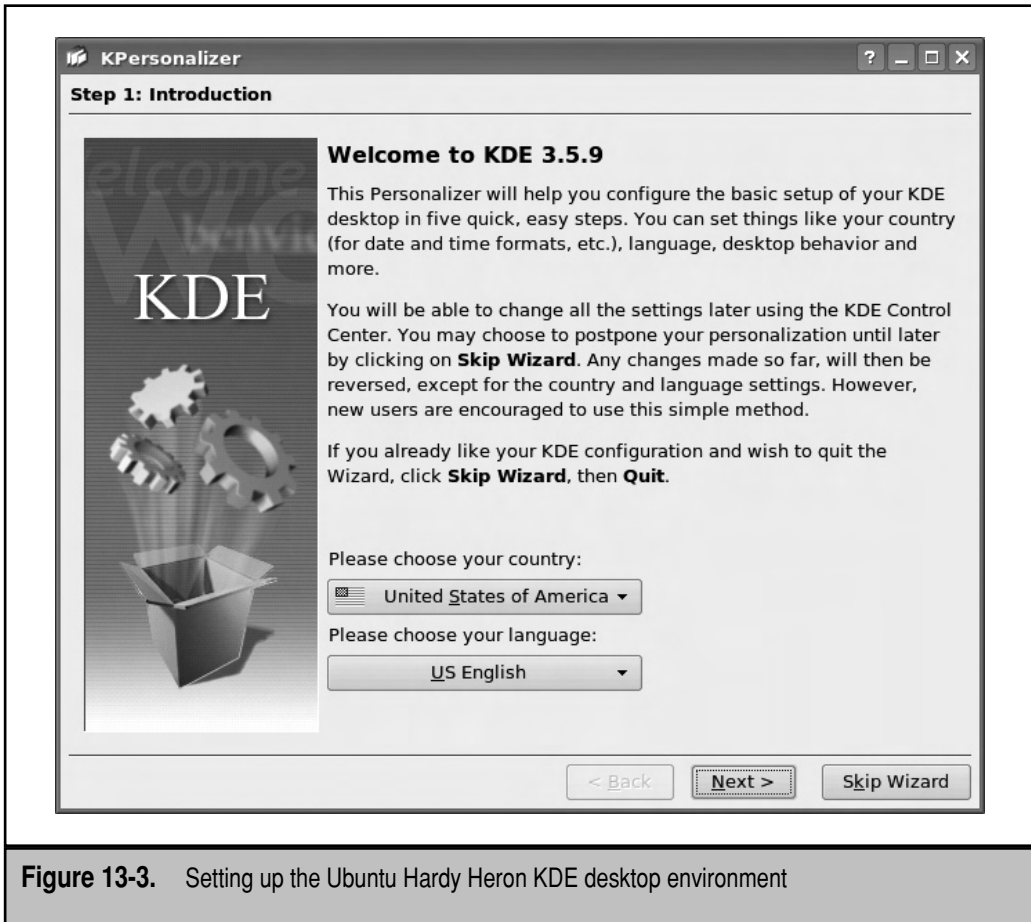 KPersonalizer
Step 1: Introduction
Welcome
KDE
Welcome to KDE 3.5.9
This Personalizer will help you configure the basic setup of your KDE
desktop in five quick, easy steps. You can set things like your country
(for date and time formats, etc.), language, desktop behavior and
more.
You will be able to change all the settings later using the KDE Control
Center. You may choose to postpone your personalization until later
by clicking on Skip Wizard. Any changes made so far, will then be
reversed, except for the country and language settings. However,
new users are encouraged to use this simple method.
If you already like your KDE configuration and wish to quit the
Wizard, click Skip Wizard, then Quit.
Please choose your country:
United States of America
Please choose your language:
US English
< Back
Next >
Skip Wizard
Figure 13-3. Setting up the Ubuntu Hardy Heron KDE desktop environment